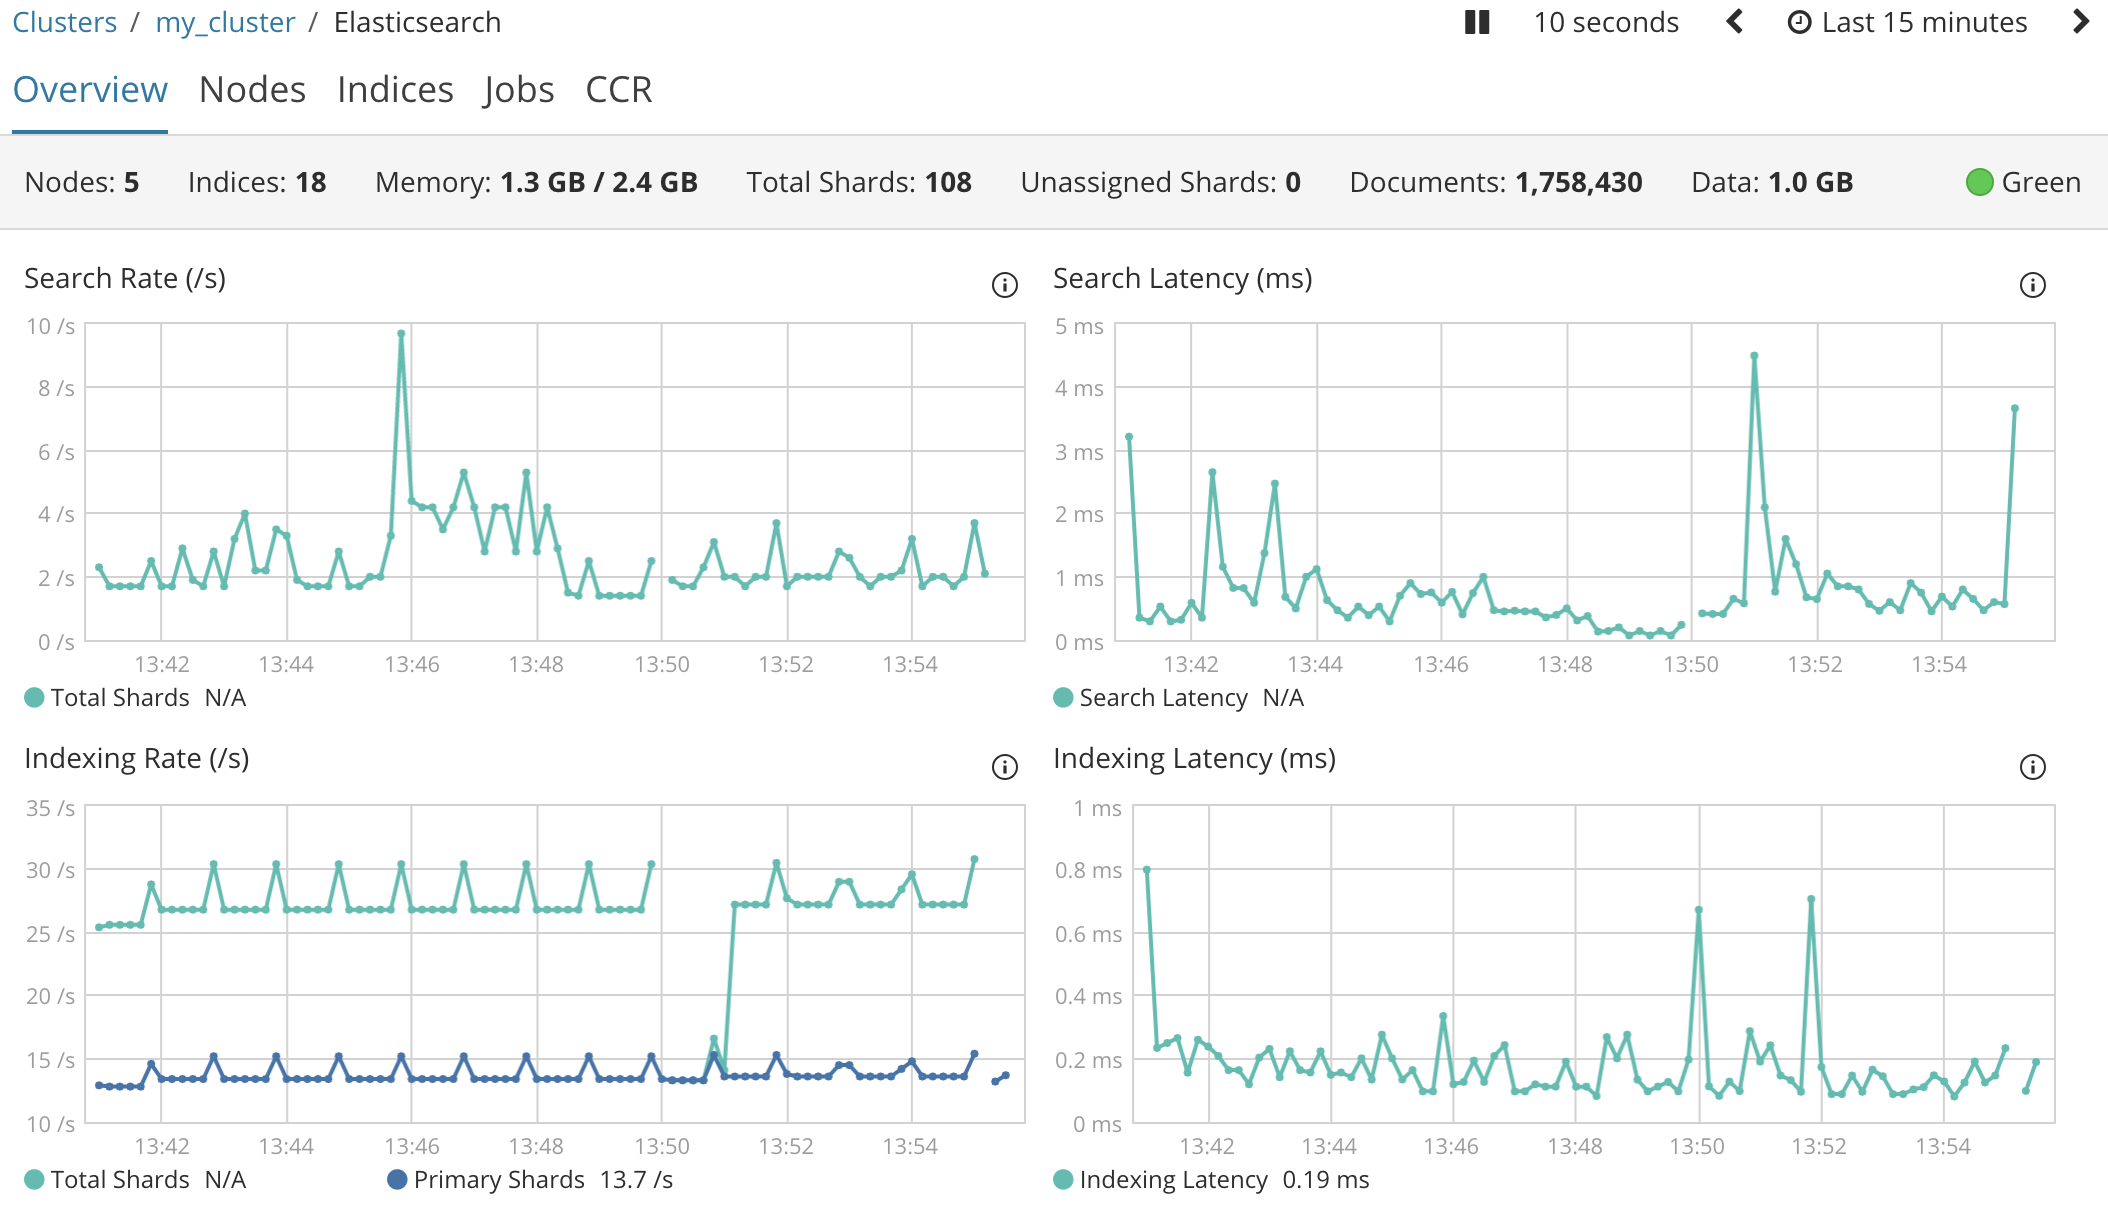 Clusters / my_cluster / Elasticsearch 10 seconds Last 15 minutes
Overview Nodes Indices Jobs CCR
Nodes: 5 Indices: 18 Memory: 1.3 GB / 2.4 GB Total Shards: 108 Unassigned Shards: 0 Documents: 1,758,430 Data: 1.0 GB Green
Search Rate (/s)
10 /s
8 /s
6 /s
4 /s
2 /s
0 /s
13:42 13:44 13:46 13:48 13:50 13:52 13:54
Total Shards N/A
Search Latency (ms)
5 ms
4 ms
3 ms
2 ms
1 ms
0 ms
13:42 13:44 13:46 13:48 13:50 13:52 13:54
Search Latency N/A
Indexing Rate (/s)
35 /s
30 /s
25 /s
20 /s
15 /s
10 /s
13:42 13:44 13:46 13:48 13:50 13:52 13:54
Total Shards N/A Primary Shards 13.7 /s
Indexing Latency (ms)
1 ms
0.8 ms
0.6 ms
0.4 ms
0.2 ms
0 ms
13:42 13:44 13:46 13:48 13:50 13:52 13:54
Indexing Latency 0.19 ms